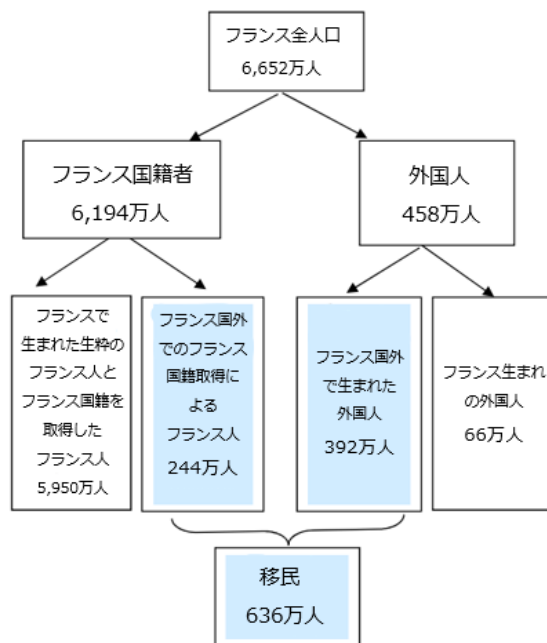 フランス全人口
6,652万人
フランス国籍者
6,194万人
外国人
458万人
フランスで
生まれた生粋の
フランス人と
フランス国籍を
取得した
フランス人
5,950万人
フランス国外
でのフランス
国籍取得に
よる
フランス人
244万人
フランス国外
で生まれた
外国人
392万人
フランス生まれ
の外国人
66万人
移民
636万人